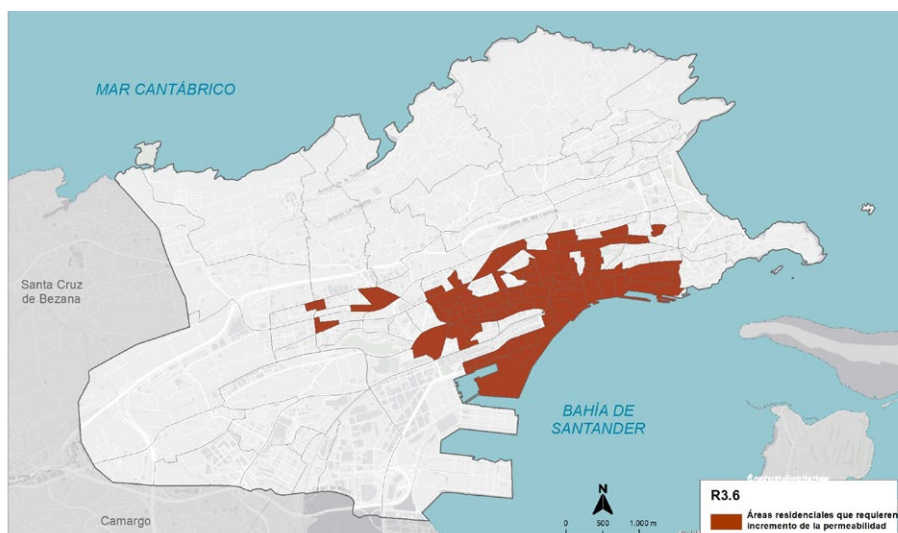 MAR CANTÁBRICO
Santa Cruz
de Bezana
BAHÍA DE
SANTANDER
Camargo
N
0 500 1.000 m
R3.6
Áreas residenciales que requieren
incremento de la permeabilidad